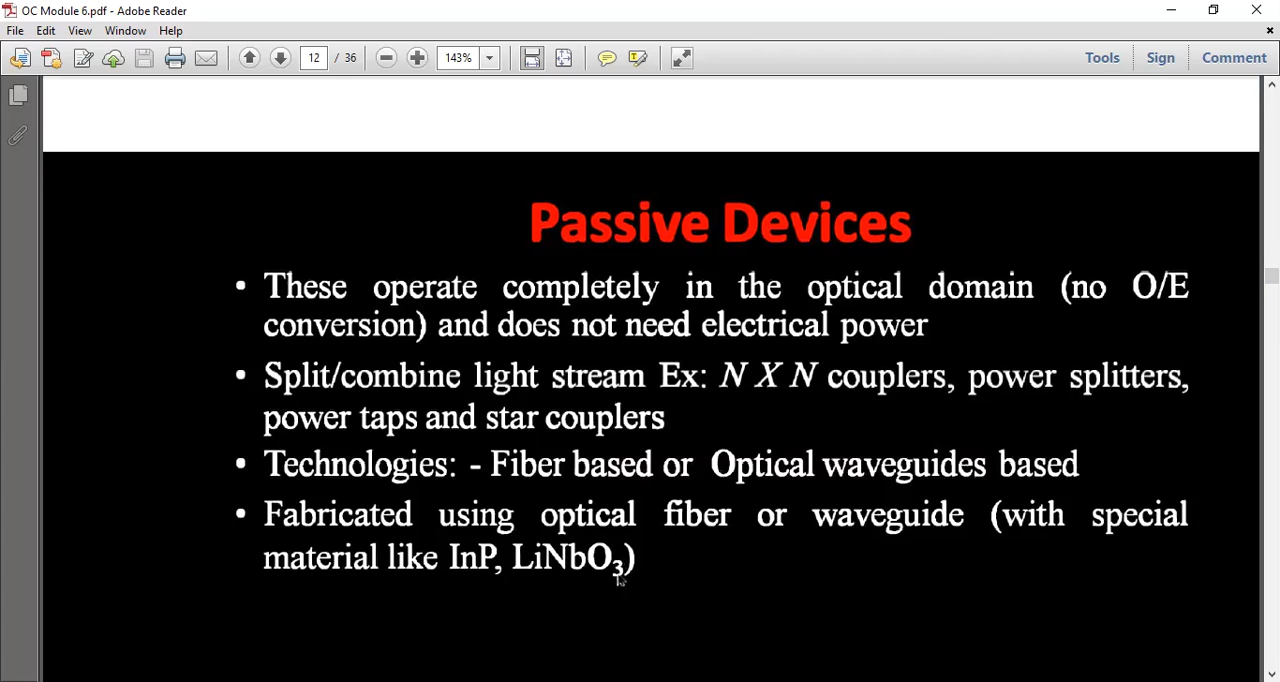 OC Module 6.pdf - Adobe Reader
File Edit View Window Help
12 / 36 143% Tools Sign Comment
Passive Devices
• These operate completely in the optical domain (no O/E
conversion) and does not need electrical power
• Split/combine light stream Ex: N X N couplers, power splitters,
power taps and star couplers
• Technologies: - Fiber based or Optical waveguides based
• Fabricated using optical fiber or waveguide (with special
material like InP, LiNbO₃)